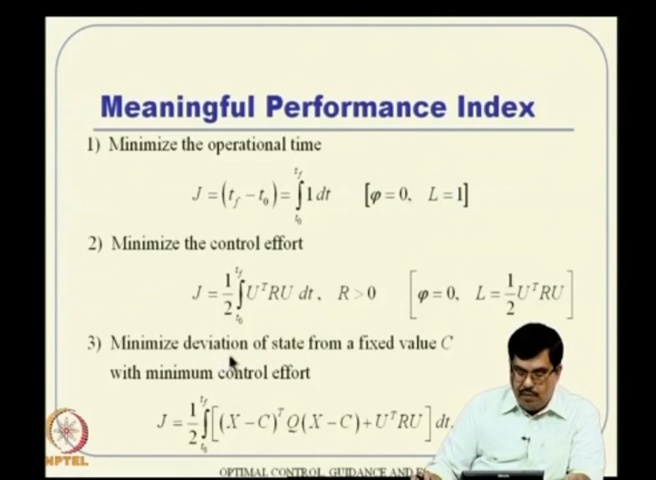 Meaningful Performance Index
1) Minimize the operational time
J = (t_f − t_0) = ∫_{t_0}^{t_f} 1 dt [φ = 0, L = 1]
2) Minimize the control effort
J = 1/2 ∫_{t_0}^{t_f} U^T RU dt, R > 0 [φ = 0, L = 1/2 U^T RU]
3) Minimize deviation of state from a fixed value C
with minimum control effort
J = 1/2 ∫_{t_0}^{t_f} [(X − C)^T Q(X − C) + U^T RU] dt,
NPTEL
OPTIMAL CONTROL, GUIDANCE AND